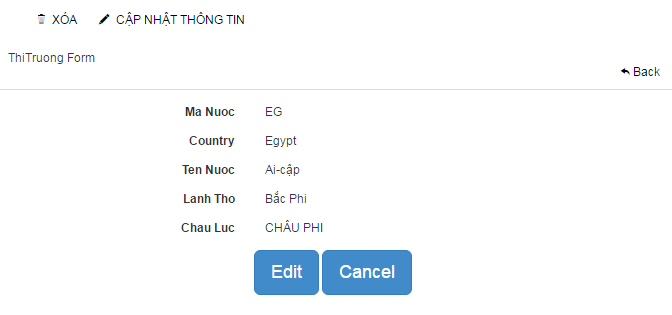 XÓA CẬP NHẬT THÔNG TIN
ThiTruong Form
Back
Ma Nuoc EG
Country Egypt
Ten Nuoc Ai-cập
Lanh Tho Bắc Phi
Chau Luc CHÂU PHI
Edit Cancel